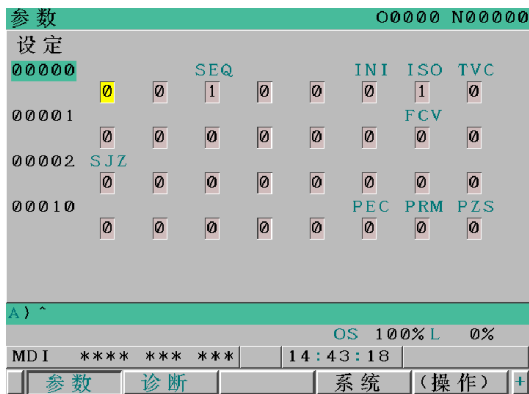 参数 O0000 N00000
设定
00000 SEQ INI ISO TVC
0 0 1 0 0 0 1 0
00001 FCV
0 0 0 0 0 0 0 0
00002 SJZ
0 0 0 0 0 0 0 0
00010 PEC PRM PZS
0 0 0 0 0 0 0 0
A) ^
OS 100% L 0%
MDI **** *** *** 14:43:18
参数 诊断 系统 (操作) +